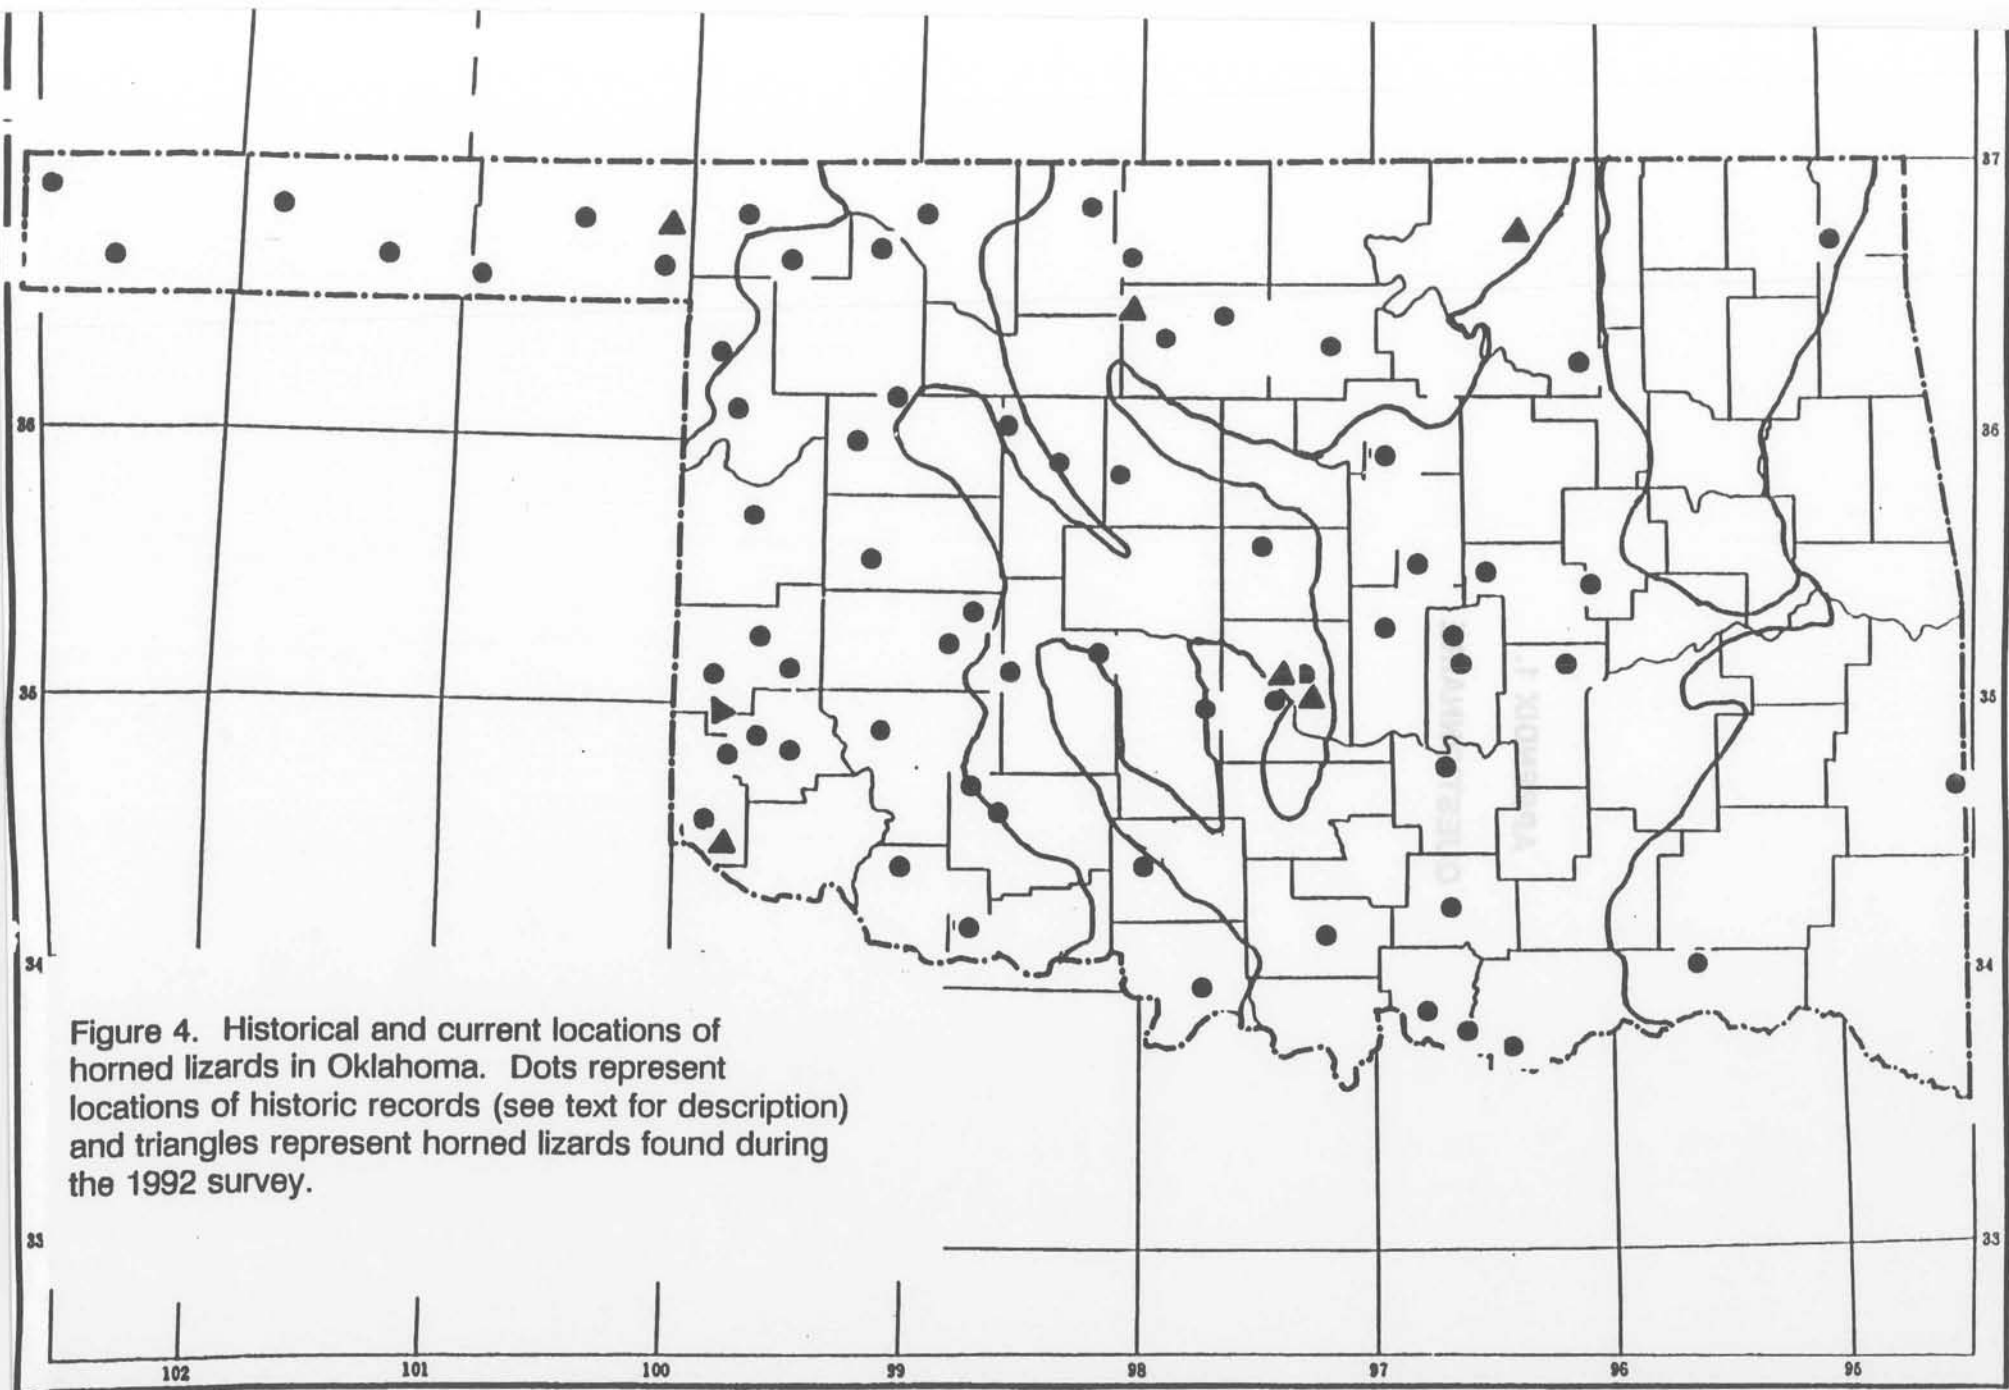 37
36
36
35
35
34
34
Figure 4. Historical and current locations of
horned lizards in Oklahoma. Dots represent
locations of historic records (see text for description)
and triangles represent horned lizards found during
the 1992 survey.
33
33
102 101 100 99 98 97 96 95
APPENDIX 1.